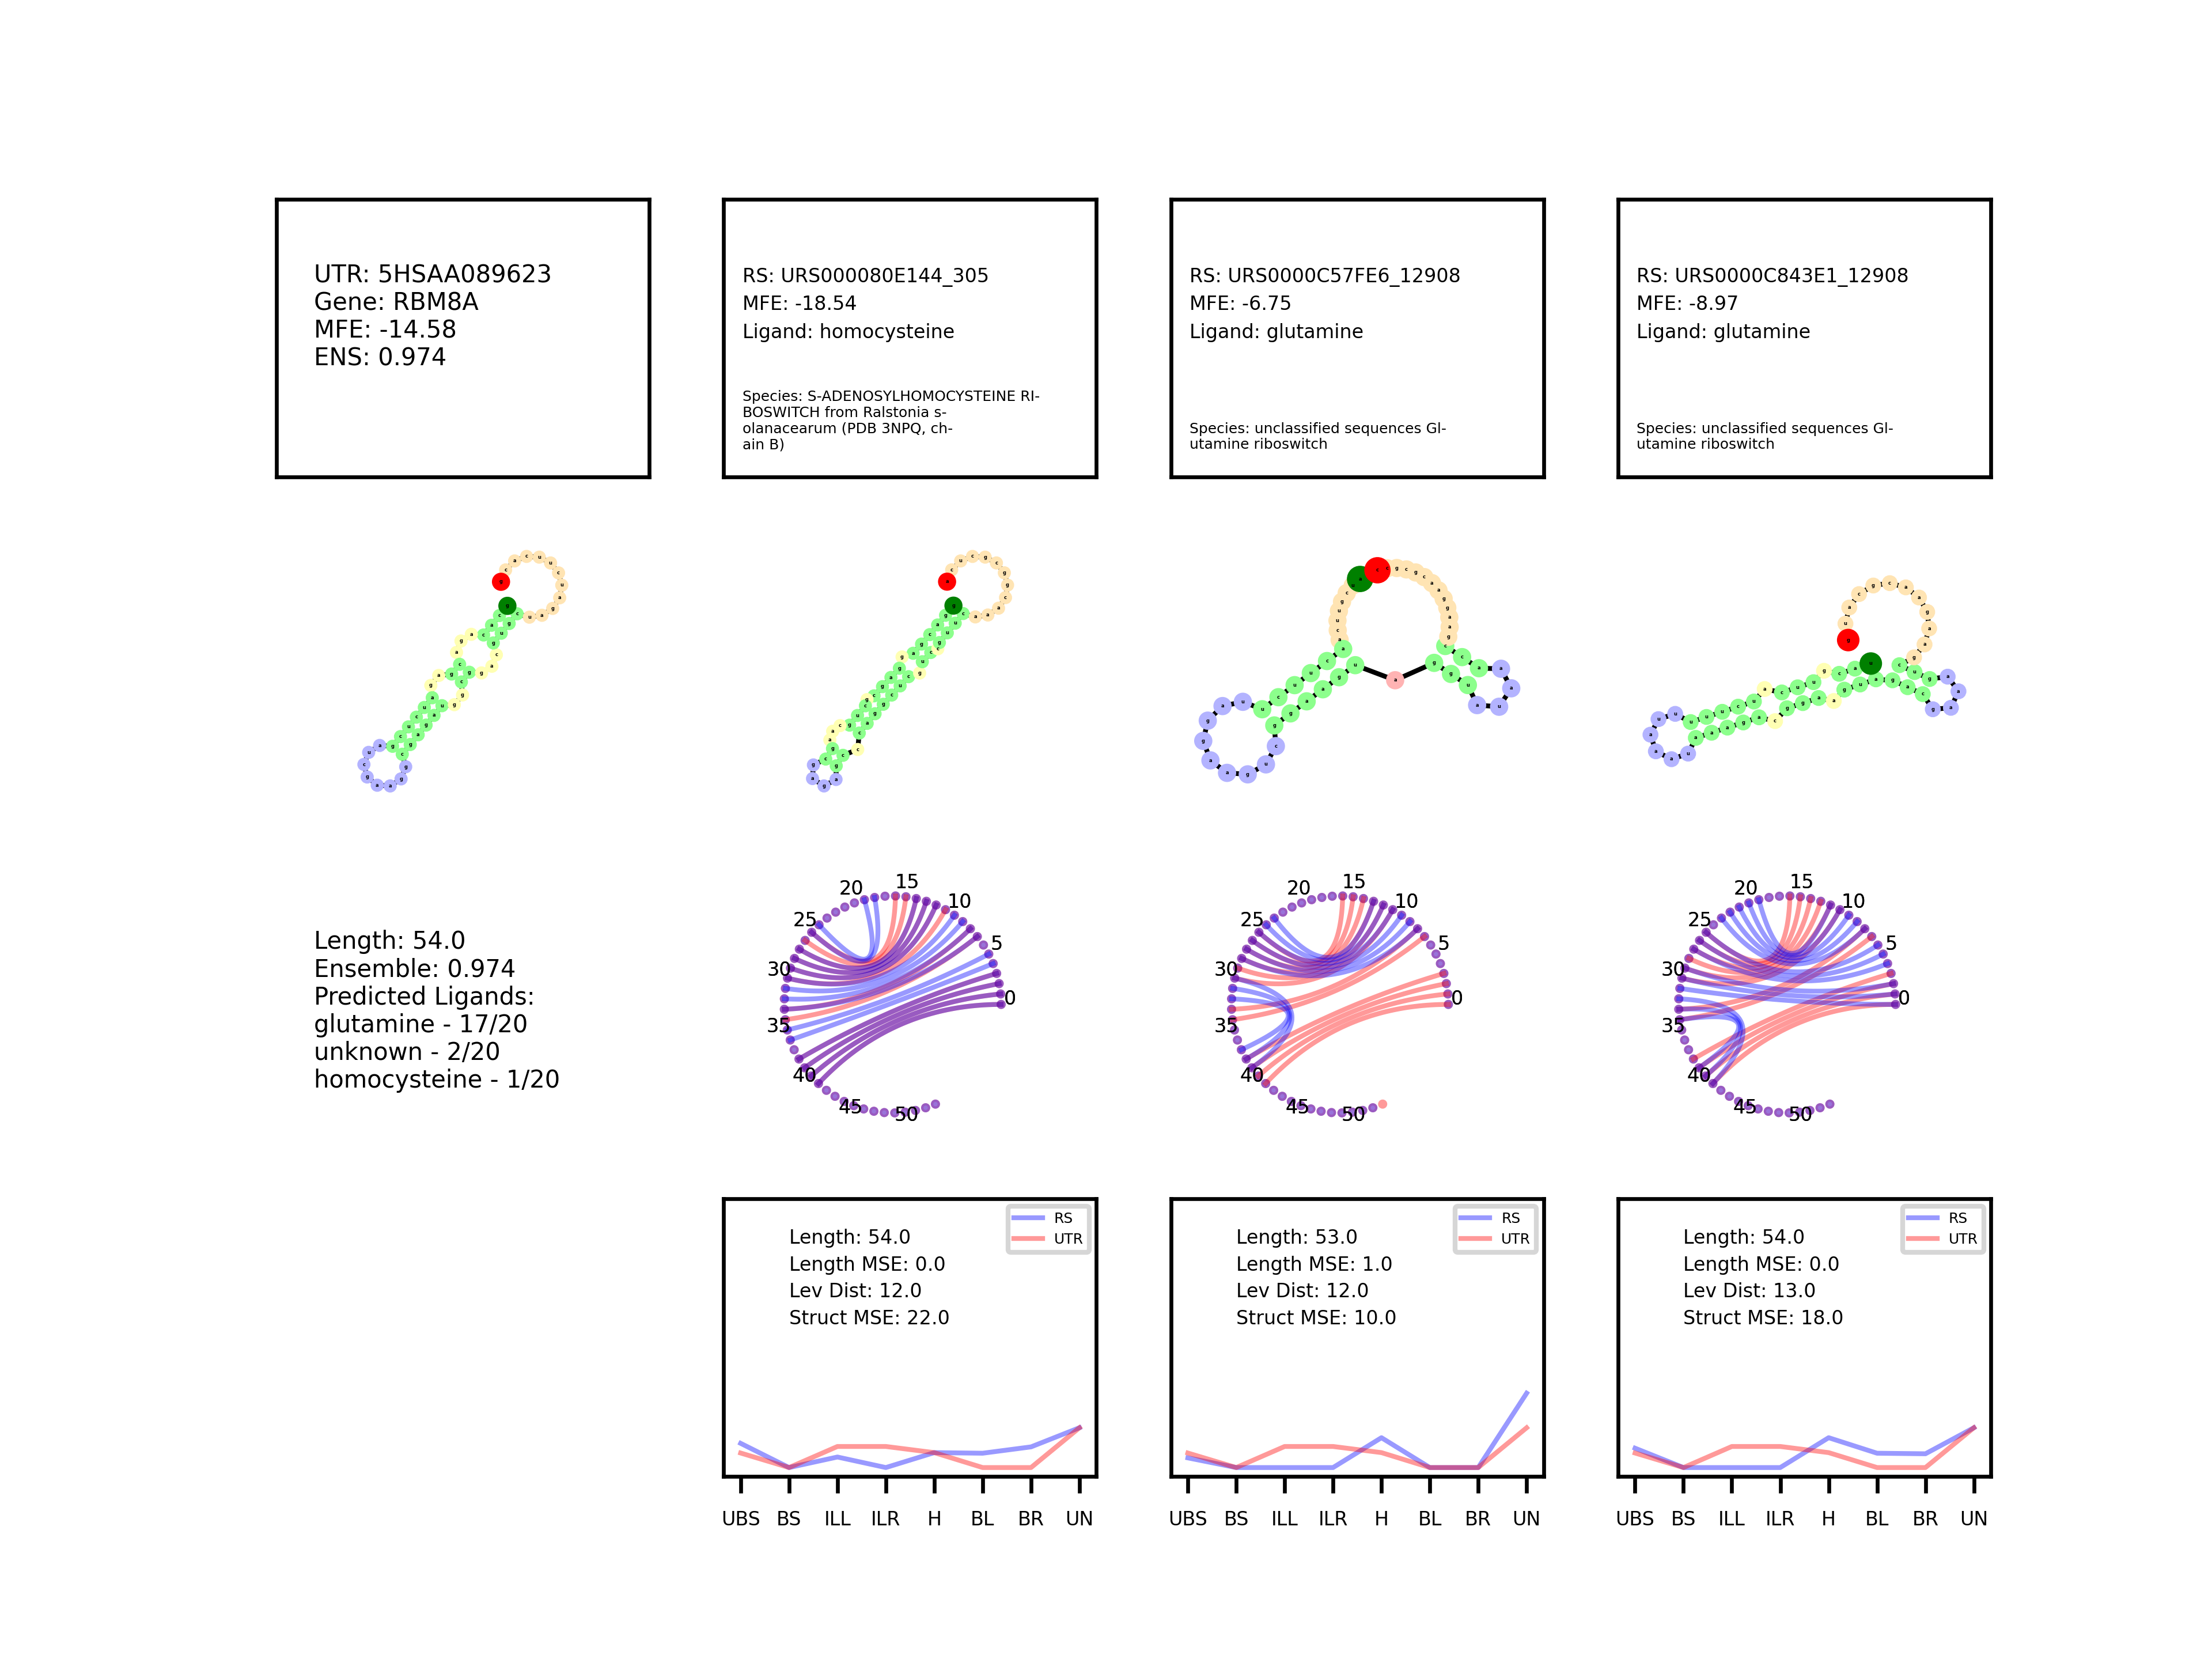 UTR: 5HSAA089623
Gene: RBM8A
MFE: -14.58
ENS: 0.974
RS: URS000080E144_305
MFE: -18.54
Ligand: homocysteine
Species: S-ADENOSYLHOMOCYSTEINE RI-
BOSWITCH from Ralstonia s-
olanacearum (PDB 3NPQ, ch-
ain B)
RS: URS0000C57FE6_12908
MFE: -6.75
Ligand: glutamine
Species: unclassified sequences Gl-
utamine riboswitch
RS: URS0000C843E1_12908
MFE: -8.97
Ligand: glutamine
Species: unclassified sequences Gl-
utamine riboswitch
Length: 54.0
Ensemble: 0.974
Predicted Ligands:
glutamine - 17/20
unknown - 2/20
homocysteine - 1/20
0
5
10
15
20
25
30
35
40
45
50
0
5
10
15
20
25
30
35
40
45
50
0
5
10
15
20
25
30
35
40
45
50
RS
UTR
Length: 54.0
Length MSE: 0.0
Lev Dist: 12.0
Struct MSE: 22.0
UBS BS ILL ILR H BL BR UN
RS
UTR
Length: 53.0
Length MSE: 1.0
Lev Dist: 12.0
Struct MSE: 10.0
UBS BS ILL ILR H BL BR UN
RS
UTR
Length: 54.0
Length MSE: 0.0
Lev Dist: 13.0
Struct MSE: 18.0
UBS BS ILL ILR H BL BR UN